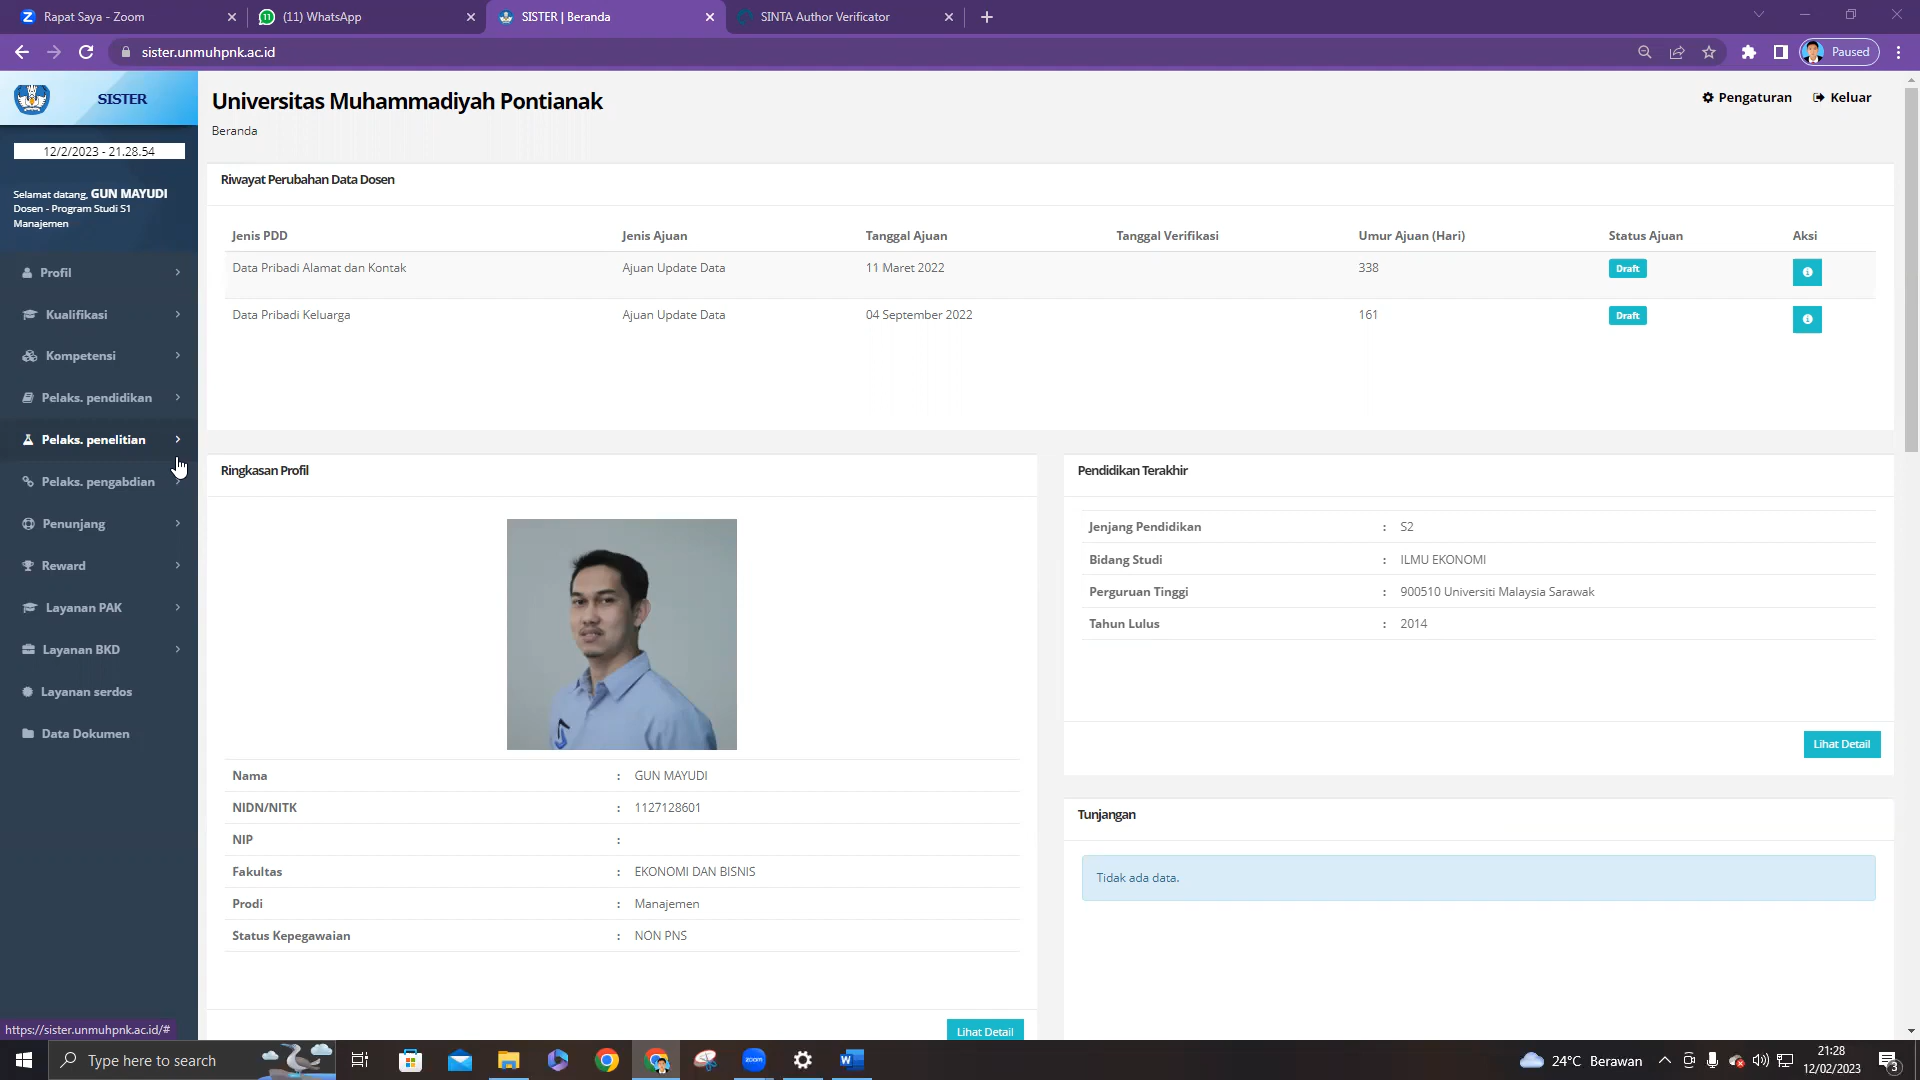 Rapat Saya - Zoom
(11) WhatsApp
SISTER | Beranda
SINTA Author Verificator
sister.unmuhpnk.ac.id
Paused
SISTER
12/2/2023 - 21.28.54
Selamat datang, GUN MAYUDI
Dosen - Program Studi S1
Manajemen
Profil
Kualifikasi
Kompetensi
Pelaks. pendidikan
Pelaks. penelitian
Pelaks. pengabdian
Penunjang
Reward
Layanan PAK
Layanan BKD
Layanan serdos
Data Dokumen
Universitas Muhammadiyah Pontianak
Pengaturan
Keluar
Beranda
Riwayat Perubahan Data Dosen
Jenis PDD Jenis Ajuan Tanggal Ajuan Tanggal Verifikasi Umur Ajuan (Hari) Status Ajuan Aksi
Data Pribadi Alamat dan Kontak Ajuan Update Data 11 Maret 2022 338 Draft
Data Pribadi Keluarga Ajuan Update Data 04 September 2022 161 Draft
Ringkasan Profil
Nama : GUN MAYUDI
NIDN/NITK : 1127128601
NIP :
Fakultas : EKONOMI DAN BISNIS
Prodi : Manajemen
Status Kepegawaian : NON PNS
Lihat Detail
Pendidikan Terakhir
Jenjang Pendidikan : S2
Bidang Studi : ILMU EKONOMI
Perguruan Tinggi : 900510 Universiti Malaysia Sarawak
Tahun Lulus : 2014
Lihat Detail
Tunjangan
Tidak ada data.
https://sister.unmuhpnk.ac.id/#
Type here to search
zoom
24°C Berawan
21:28
12/02/2023
3